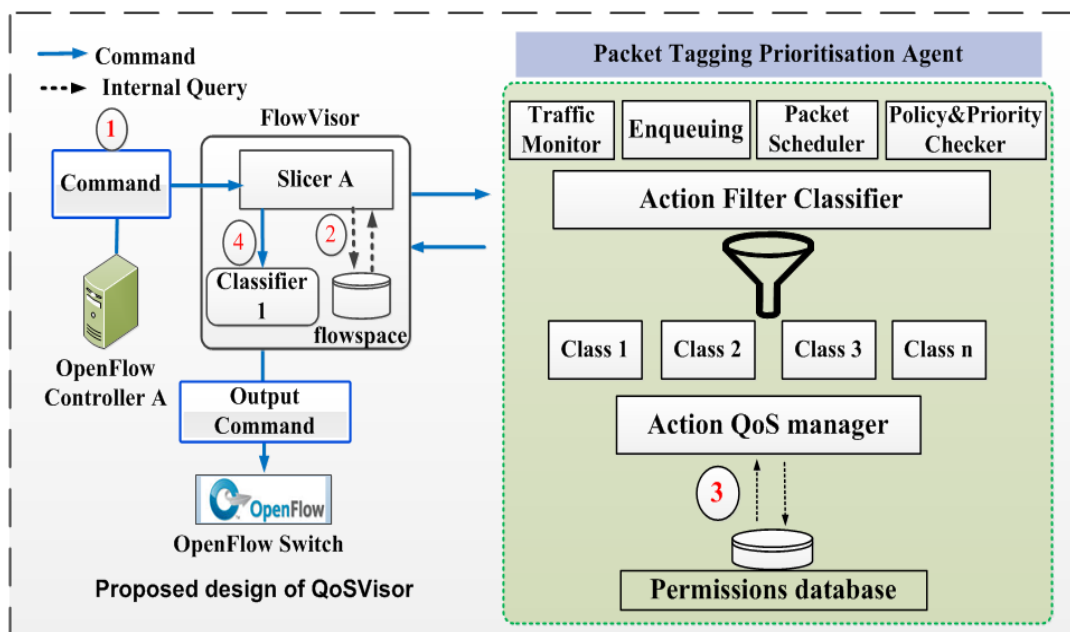 Command
Internal Query
1
Command
OpenFlow
Controller A
FlowVisor
Slicer A
4
2
Classifier
1
flowspace
Output
Command
OpenFlow
OpenFlow Switch
Proposed design of QoSVisor
Packet Tagging Prioritisation Agent
Traffic
Monitor
Enqueuing
Packet
Scheduler
Policy&Priority
Checker
Action Filter Classifier
Class 1
Class 2
Class 3
Class n
Action QoS manager
3
Permissions database